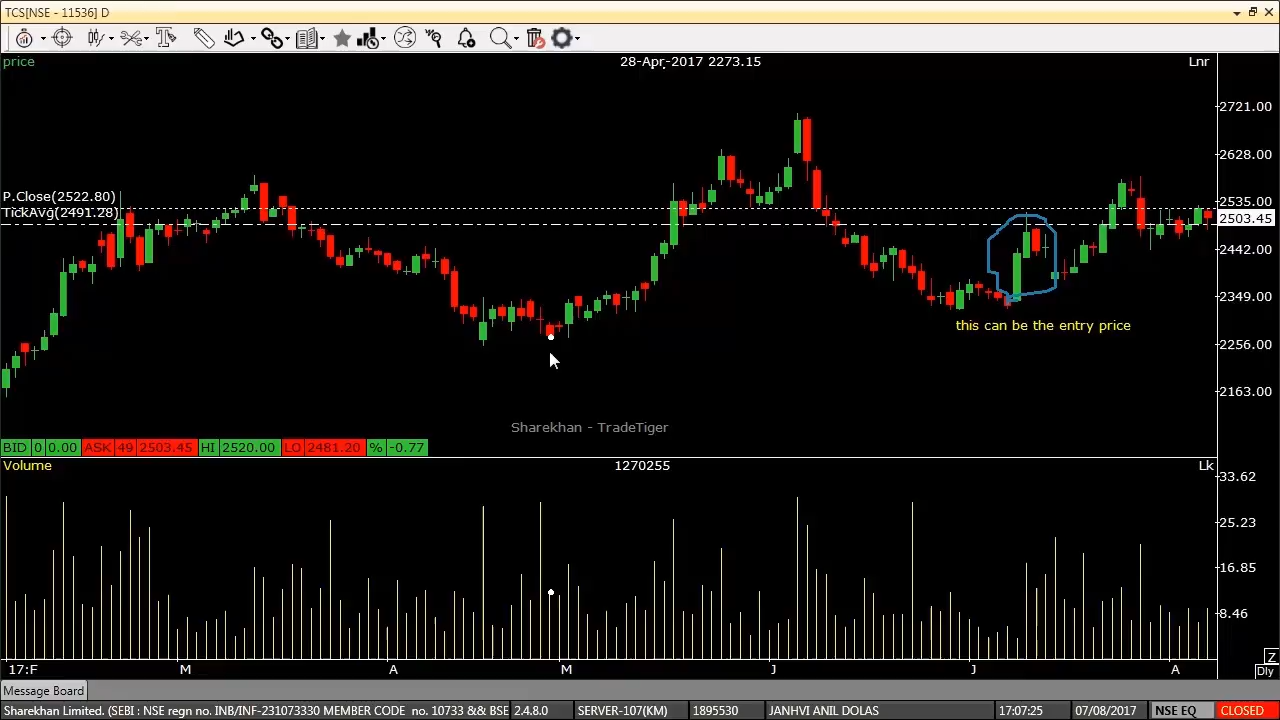 TCS[NSE - 11536] D
price
28-Apr-2017 2273.15
Lnr
2721.00
2628.00
P.Close(2522.80)
2535.00
TickAvg(2491.28)
2503.45
2442.00
2349.00
this can be the entry price
2256.00
2163.00
Sharekhan - TradeTiger
BID 0 0.00 ASK 49 2503.45 HI 2520.00 LO 2481.20 % -0.77
Volume
1270255
Lk
33.62
25.23
16.85
8.46
17:F M A M J J A
Z
Dly
Message Board
Sharekhan Limited. (SEBI : NSE regn no. INB/INF-231073330 MEMBER CODE no. 10733 && BSE 2.4.8.0 SERVER-107(KM) 1895530 JANHVI ANIL DOLAS 17:07:25 07/08/2017 NSE EQ CLOSED